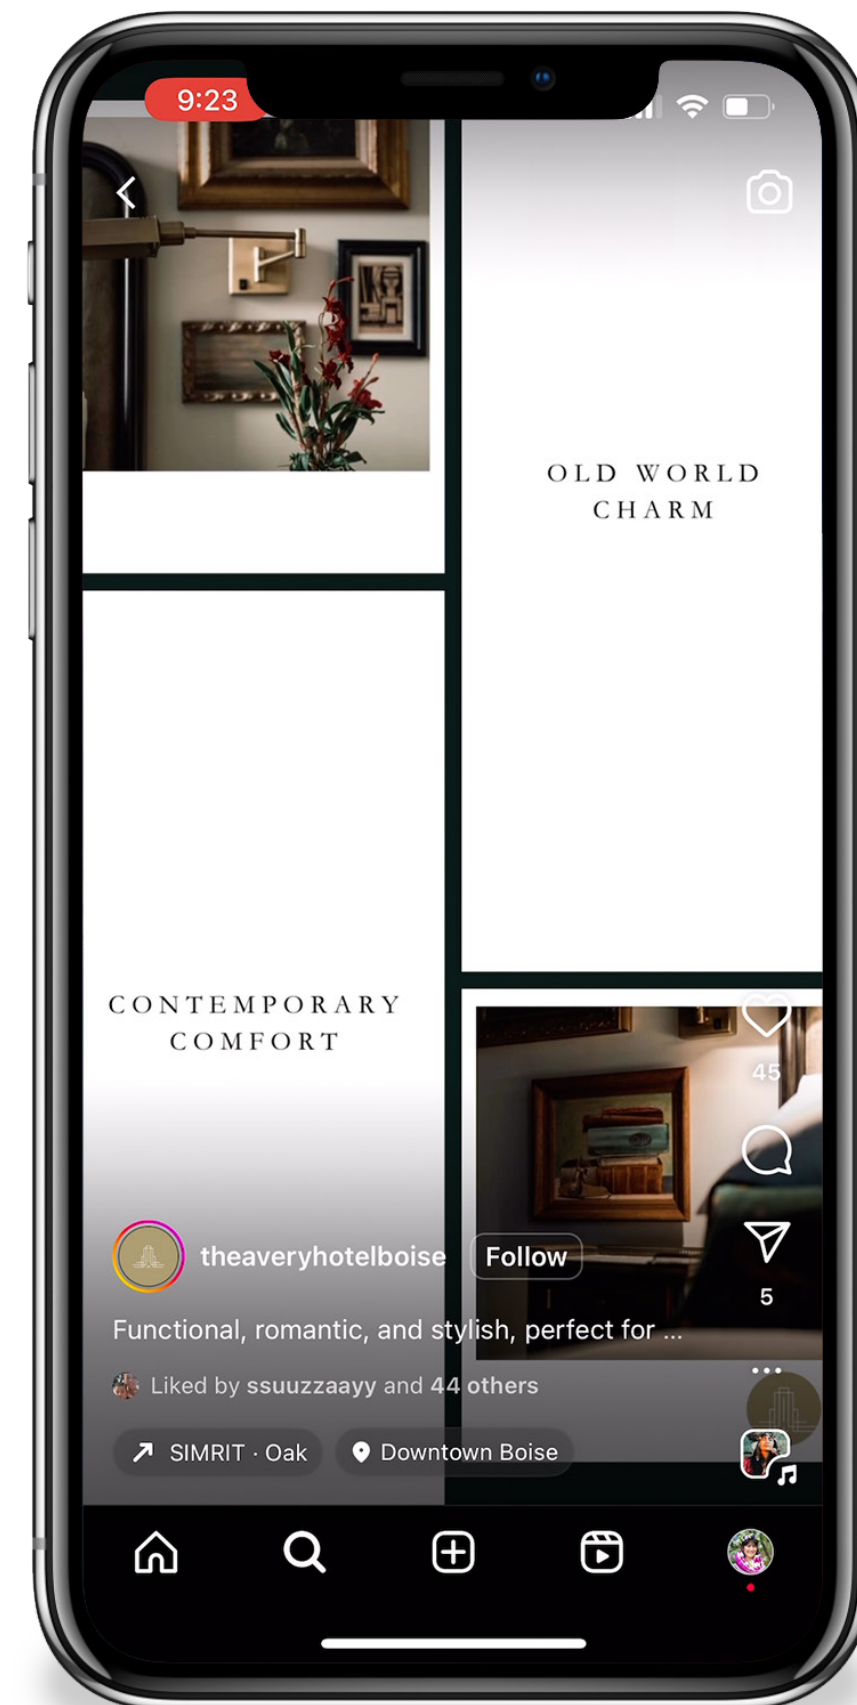 9:23
OLD WORLD
CHARM
CONTEMPORARY
COMFORT
45
5
theaveryhotelboise Follow
Functional, romantic, and stylish, perfect for ...
Liked by ssuuzzaayy and 44 others
SIMRIT · Oak
Downtown Boise